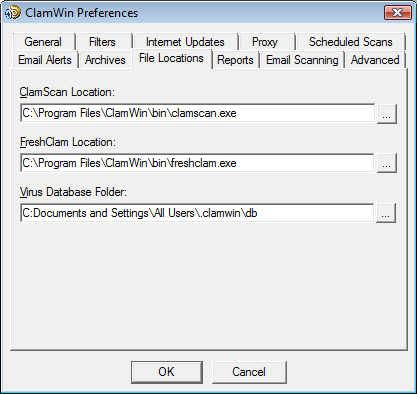 ClamWin Preferences
General Filters Internet Updates Proxy Scheduled Scans
Email Alerts Archives File Locations Reports Email Scanning Advanced
ClamScan Location:
C:\Program Files\ClamWin\bin\clamscan.exe ...
FreshClam Location:
C:\Program Files\ClamWin\bin\freshclam.exe ...
Virus Database Folder:
C:Documents and Settings\All Users\.clamwin\db ...
OK Cancel